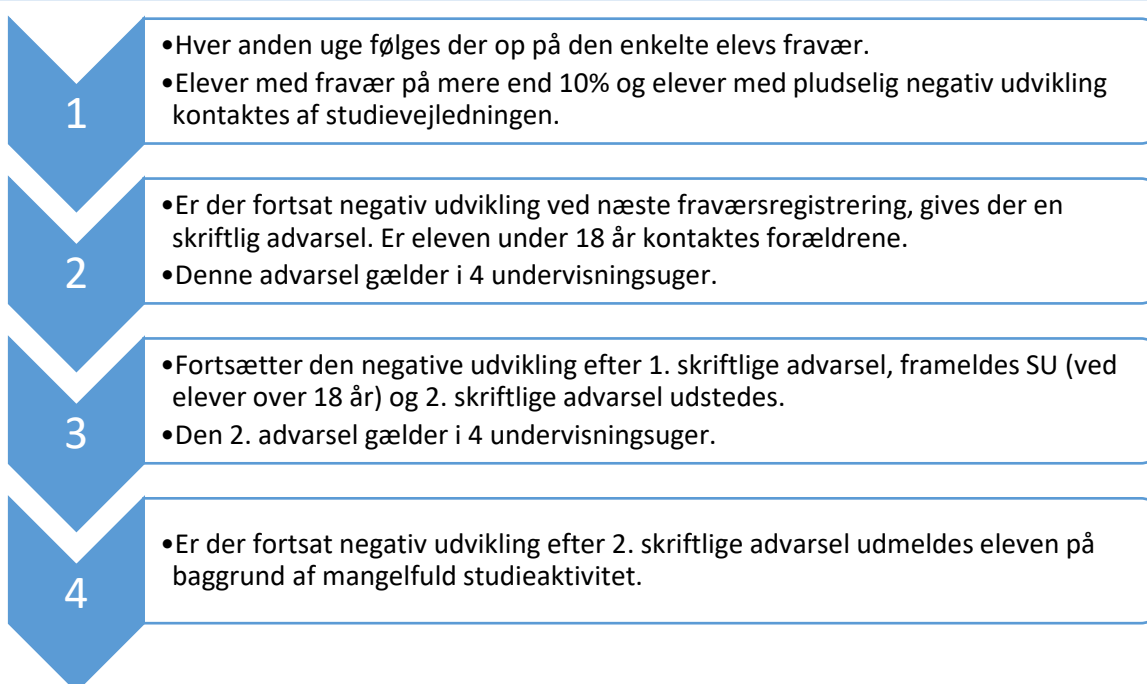 1
•Hver anden uge følges der op på den enkelte elevs fravær.
•Elever med fravær på mere end 10% og elever med pludselig negativ udvikling
kontaktes af studievejledningen.
2
•Er der fortsat negativ udvikling ved næste fraværsregistrering, gives der en
skriftlig advarsel. Er eleven under 18 år kontaktes forældrene.
•Denne advarsel gælder i 4 undervisningsuger.
3
•Fortsætter den negative udvikling efter 1. skriftlige advarsel, frameldes SU (ved
elever over 18 år) og 2. skriftlige advarsel udstedes.
•Den 2. advarsel gælder i 4 undervisningsuger.
4
•Er der fortsat negativ udvikling efter 2. skriftlige advarsel udmeldes eleven på
baggrund af mangelfuld studieaktivitet.